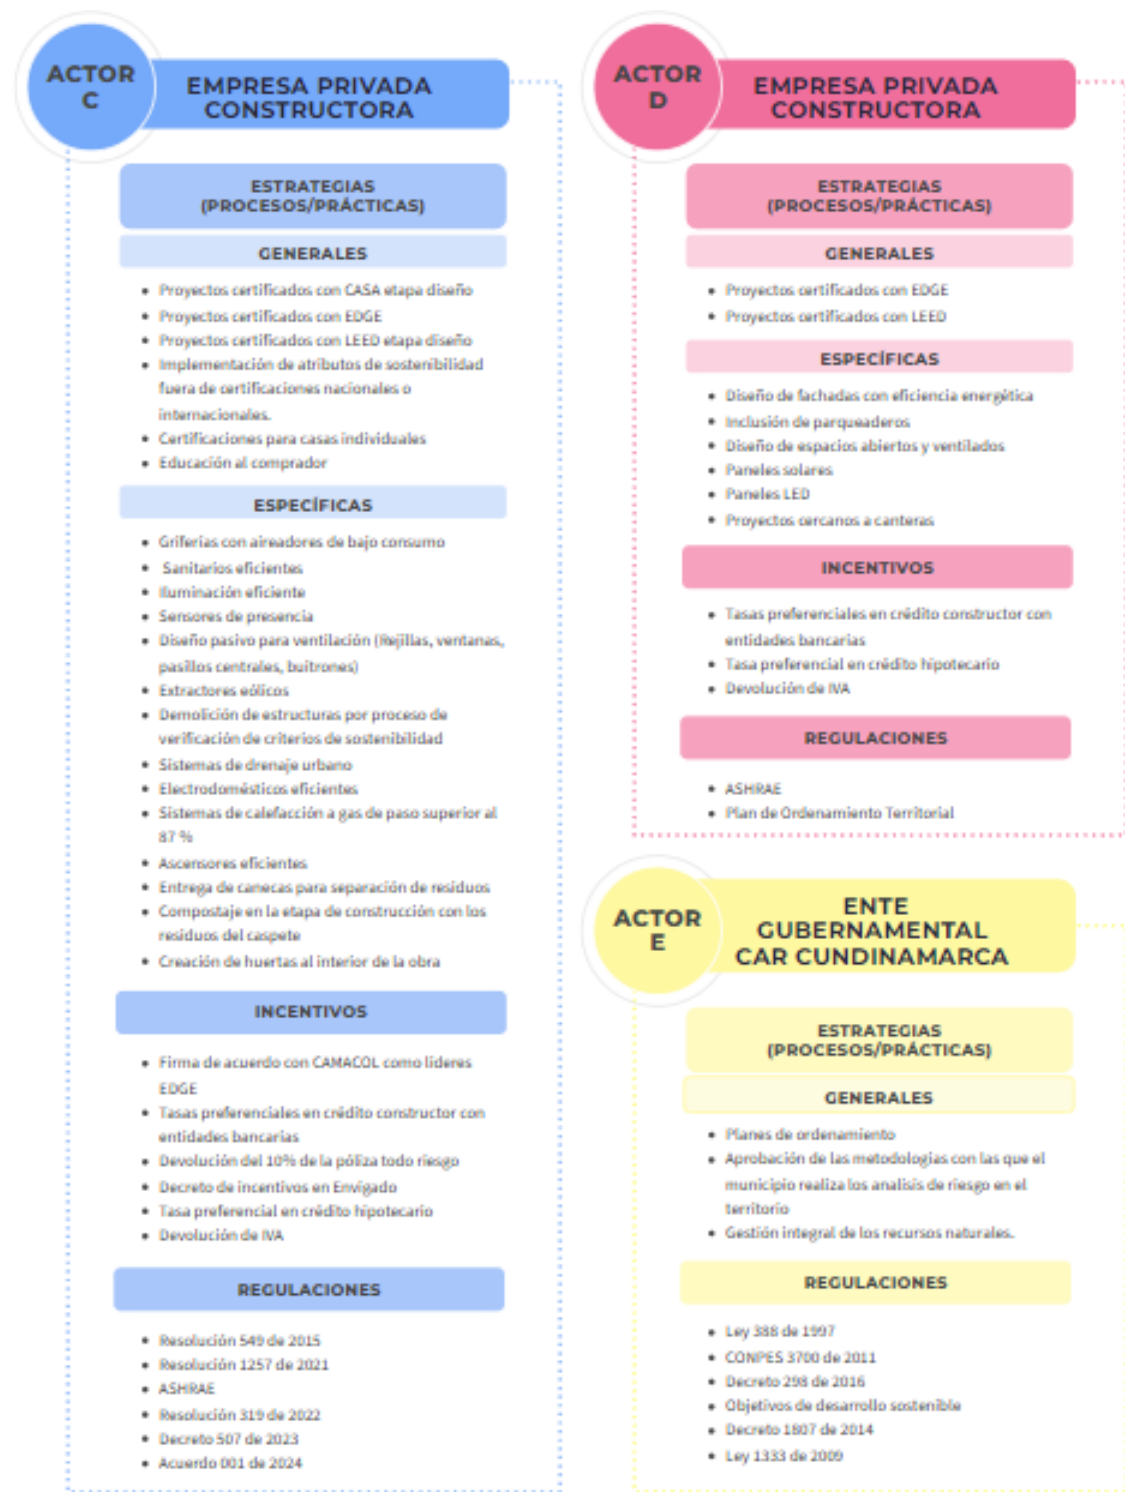 ACTOR
C
EMPRESA PRIVADA
CONSTRUCTORA
ESTRATEGIAS
(PROCESOS/PRÁCTICAS)
GENERALES
• Proyectos certificados con CASA etapa diseño
• Proyectos certificados con EDGE
• Proyectos certificados con LEED etapa diseño
• Implementación de atributos de sostenibilidad
fuera de certificaciones nacionales o
internacionales.
• Certificaciones para casas individuales
• Educación al comprador
ESPECÍFICAS
• Griferías con aireadores de bajo consumo
• Sanitarios eficientes
• Iluminación eficiente
• Sensores de presencia
• Diseño pasivo para ventilación (Rejillas, ventanas,
pasillos centrales, buitrones)
• Extractores eólicos
• Demolición de estructuras por proceso de
verificación de criterios de sostenibilidad
• Sistemas de drenaje urbano
• Electrodomésticos eficientes
• Sistemas de calefacción a gas de paso superior al
87 %
• Ascensores eficientes
• Entrega de canecas para separación de residuos
• Compostaje en la etapa de construcción con los
residuos del caspete
• Creación de huertas al interior de la obra
INCENTIVOS
• Firma de acuerdo con CAMACOL como líderes
EDGE
• Tasas preferenciales en crédito constructor con
entidades bancarias
• Devolución del 10% de la póliza todo riesgo
• Decreto de incentivos en Envigado
• Tasa preferencial en crédito hipotecario
• Devolución de IVA
REGULACIONES
• Resolución 549 de 2015
• Resolución 1257 de 2021
• ASHRAE
• Resolución 319 de 2022
• Decreto 507 de 2023
• Acuerdo 001 de 2024
ACTOR
D
EMPRESA PRIVADA
CONSTRUCTORA
ESTRATEGIAS
(PROCESOS/PRÁCTICAS)
GENERALES
• Proyectos certificados con EDGE
• Proyectos certificados con LEED
ESPECÍFICAS
• Diseño de fachadas con eficiencia energética
• Inclusión de parqueaderos
• Diseño de espacios abiertos y ventilados
• Paneles solares
• Paneles LED
• Proyectos cercanos a canteras
INCENTIVOS
• Tasas preferenciales en crédito constructor con
entidades bancarias
• Tasa preferencial en crédito hipotecario
• Devolución de IVA
REGULACIONES
• ASHRAE
• Plan de Ordenamiento Territorial
ACTOR
E
ENTE
GUBERNAMENTAL
CAR CUNDINAMARCA
ESTRATEGIAS
(PROCESOS/PRÁCTICAS)
GENERALES
• Planes de ordenamiento
• Aprobación de las metodologías con las que el
municipio realiza los analisis de riesgo en el
territorio
• Gestión integral de los recursos naturales.
REGULACIONES
• Ley 388 de 1997
• CONPES 3700 de 2011
• Decreto 298 de 2016
• Objetivos de desarrollo sostenible
• Decreto 1807 de 2014
• Ley 1333 de 2009